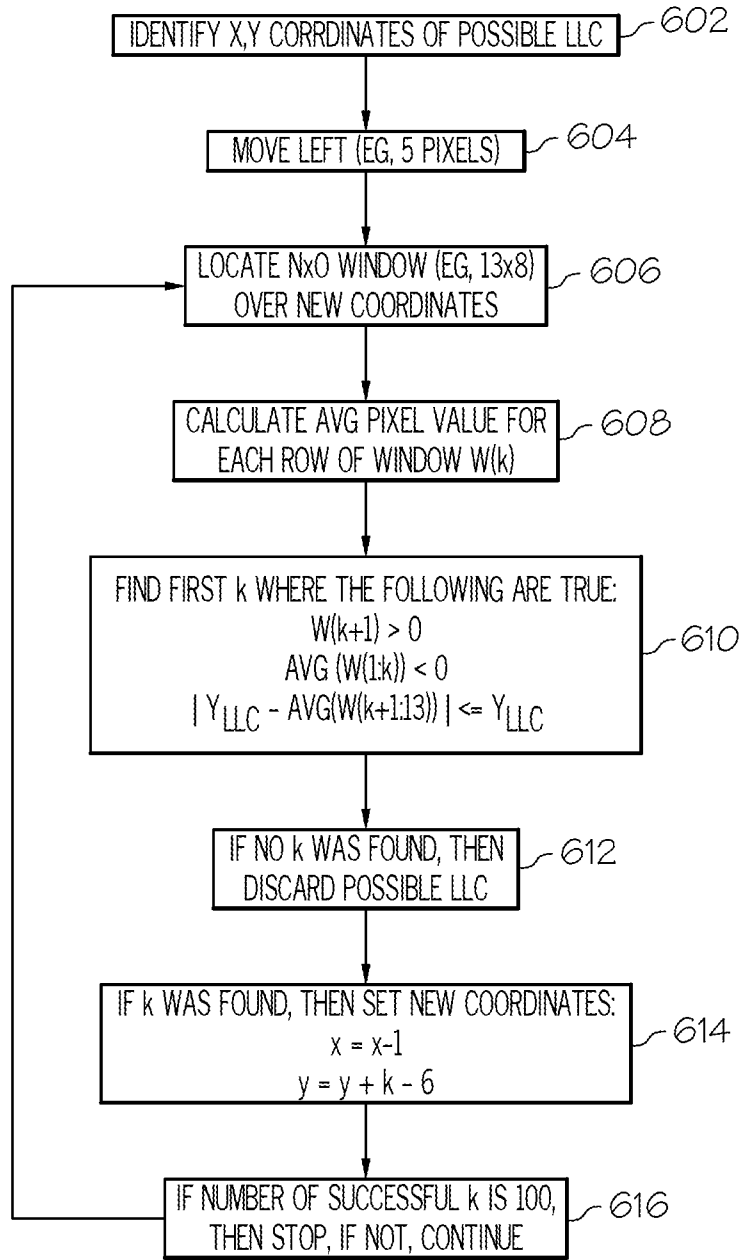 IDENTIFY X,Y CORRDINATES OF POSSIBLE LLC
602
MOVE LEFT (EG, 5 PIXELS)
604
LOCATE NxO WINDOW (EG, 13x8)
OVER NEW COORDINATES
606
CALCULATE AVG PIXEL VALUE FOR
EACH ROW OF WINDOW W(k)
608
FIND FIRST k WHERE THE FOLLOWING ARE TRUE:
W(k+1) > 0
AVG (W(1:k)) < 0
| YLLC - AVG(W(k+1:13)) | <= YLLC
610
IF NO k WAS FOUND, THEN
DISCARD POSSIBLE LLC
612
IF k WAS FOUND, THEN SET NEW COORDINATES:
x = x-1
y = y + k - 6
614
IF NUMBER OF SUCCESSFUL k IS 100,
THEN STOP, IF NOT, CONTINUE
616